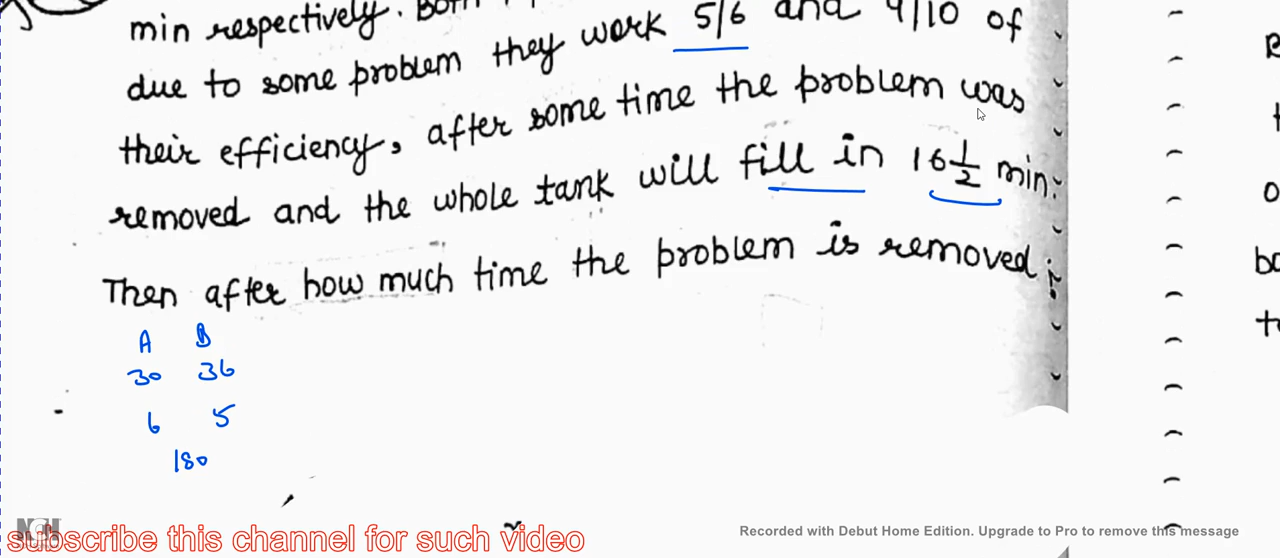 min respectively. Both
due to some problem they work 5/6 and 9/10 of
their efficiency, after some time the problem was
removed and the whole tank will fill in 16 1/2 min.
Then after how much time the problem is removed
A B
30 36
6 5
180
subscribe this channel for such video
Recorded with Debut Home Edition. Upgrade to Pro to remove this message
NCH